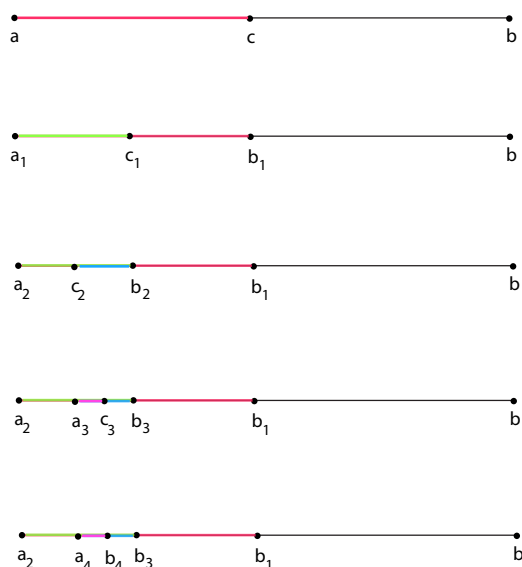 a c b
a₁ c₁ b₁ b
a₂ c₂ b₂ b₁ b
a₂ a₃ c₃ b₃ b₁ b
a₂ a₄ b₄ b₃ b₁ b